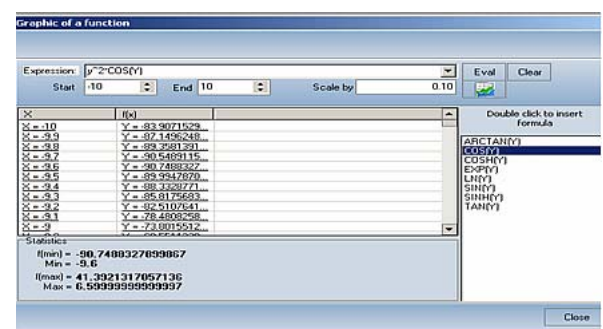 Graphic of a function
Expression: y^2*COS(Y) Eval Clear
Start -10 End 10 Scale by 0.10
X f(x)
X = -10 Y = -83.9071529...
X = -9.9 Y = -87.1496248...
X = -9.8 Y = -89.3581391...
X = -9.7 Y = -90.5489115...
X = -9.6 Y = -90.7488327...
X = -9.5 Y = -89.9947870...
X = -9.4 Y = -88.3328771...
X = -9.3 Y = -85.8175683...
X = -9.2 Y = -82.5107641...
X = -9.1 Y = -78.4808258...
X = -9 Y = -73.8015512...
Double click to insert
Formula
ARCTAN(Y)
COS(Y)
COSH(Y)
EXP(Y)
LN(Y)
SIN(Y)
SINH(Y)
TAN(Y)
Statistics
f(min) = -90.7488327899867
Min = -9.6
f(max) = 41.3921317057136
Max = 6.59999999999997
Close